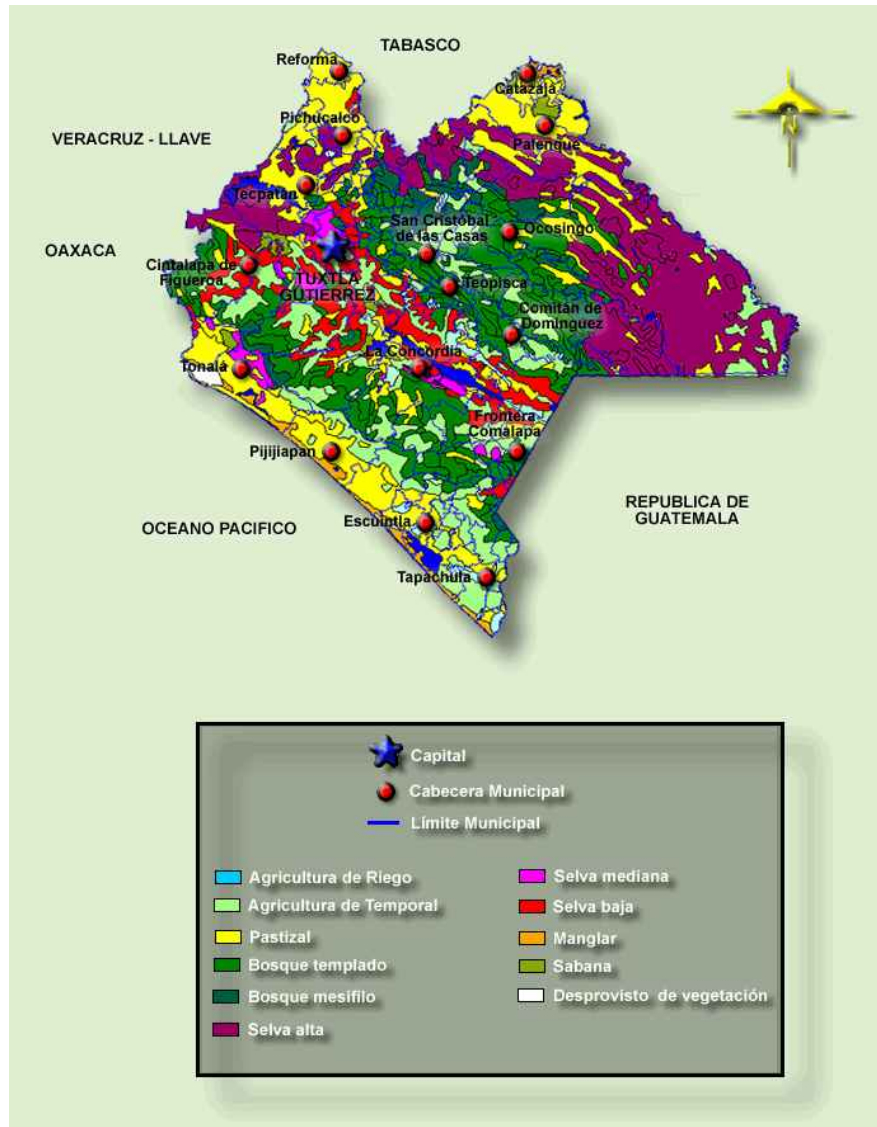 TABASCO
Reforma
Catazajá
Pichucalco
VERACRUZ - LLAVE
Palenque
Tecpatán
San Cristóbal
de las Casas
Ocosingo
OAXACA
Cintalapa de
Figueroa
TUXTLA
GUTIERREZ
Teopisca
Comitán de
Dominguez
La Concordia
Tonalá
Frontera
Comalapa
Pijijiapan
REPUBLICA DE
GUATEMALA
Escuintla
OCEANO PACIFICO
Tapachula
N
Capital
Cabecera Municipal
Límite Municipal
Agricultura de Riego
Agricultura de Temporal
Pastizal
Bosque templado
Bosque mesifilo
Selva alta
Selva mediana
Selva baja
Manglar
Sabana
Desprovisto de vegetación